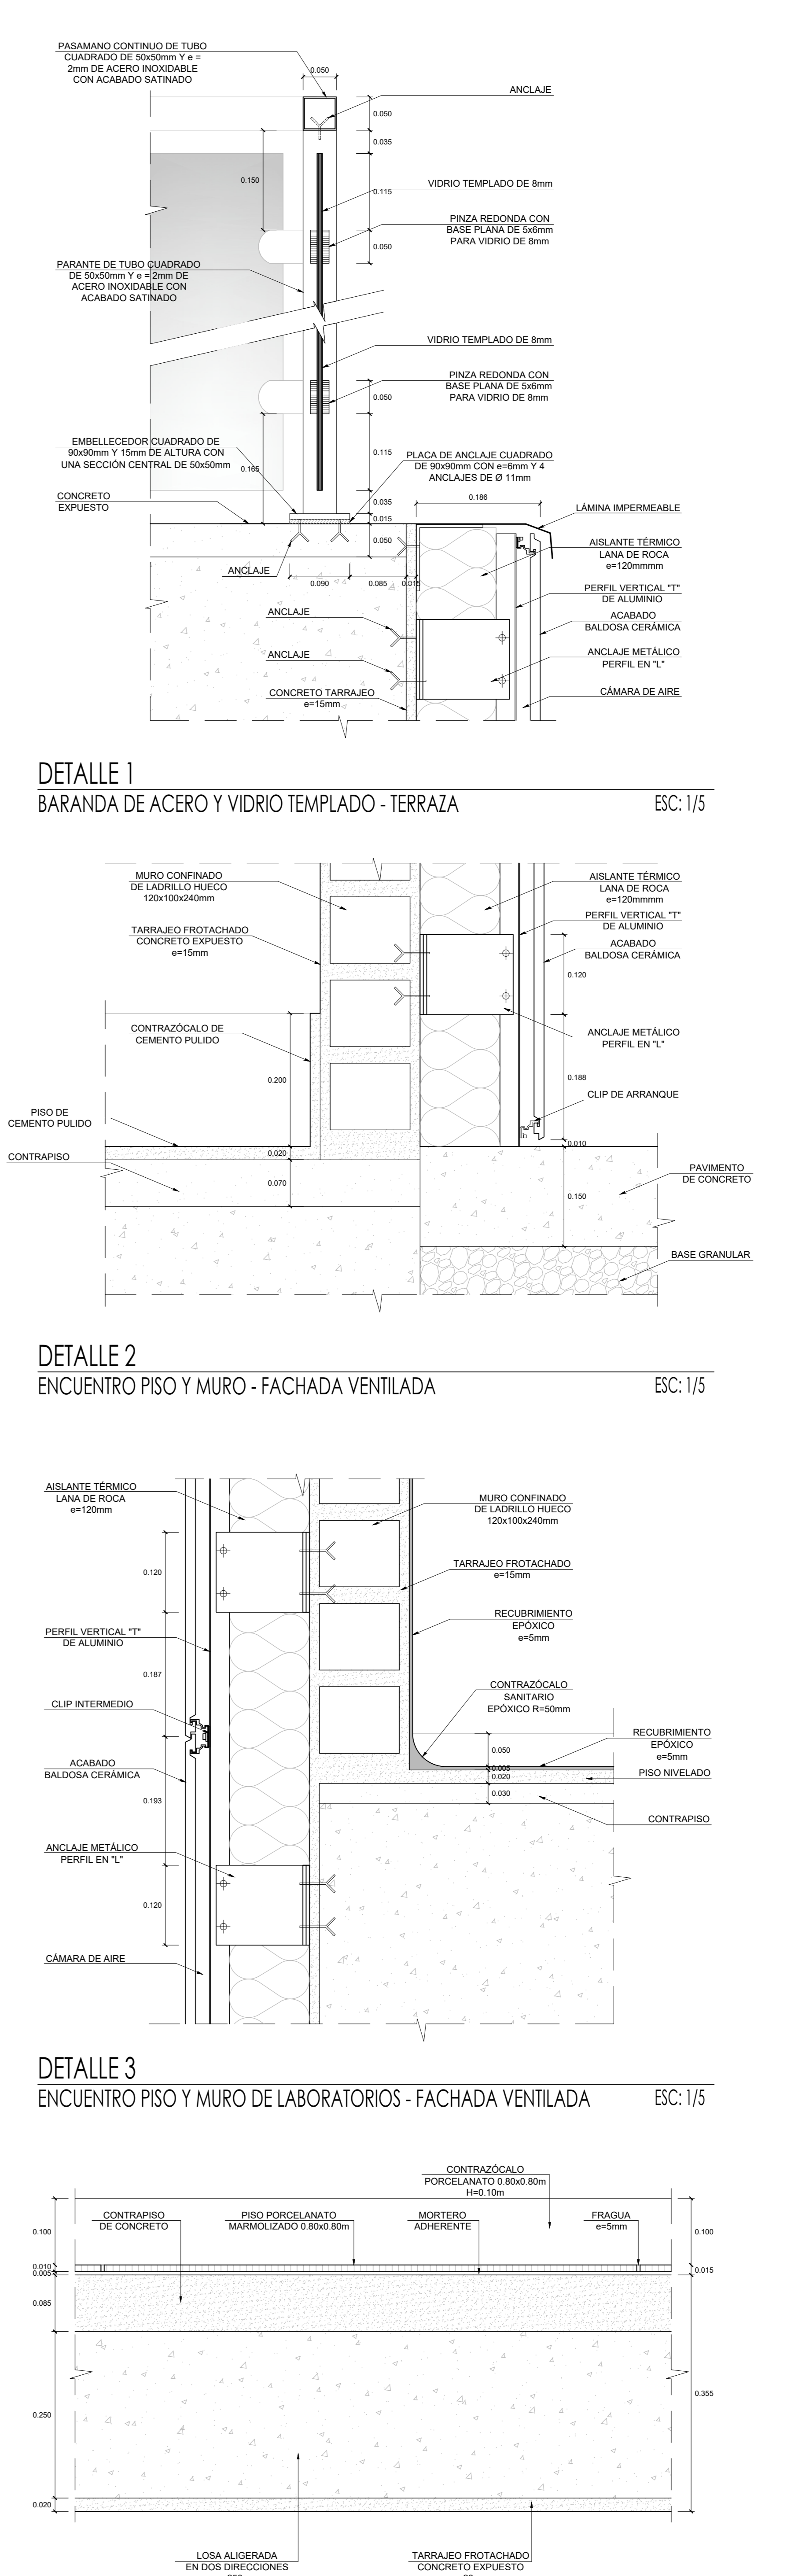 PASAMANO CONTINUO DE TUBO
CUADRADO DE 50x50mm Y e =
2mm DE ACERO INOXIDABLE
CON ACABADO SATINADO
0.050
ANCLAJE
0.050
0.035
0.150
0.115
VIDRIO TEMPLADO DE 8mm
PINZA REDONDA CON
BASE PLANA DE 5x6mm
PARA VIDRIO DE 8mm
0.050
PARANTE DE TUBO CUADRADO
DE 50x50mm Y e = 2mm DE
ACERO INOXIDABLE CON
ACABADO SATINADO
VIDRIO TEMPLADO DE 8mm
PINZA REDONDA CON
BASE PLANA DE 5x6mm
PARA VIDRIO DE 8mm
0.050
EMBELLECEDOR CUADRADO DE
90x90mm Y 15mm DE ALTURA CON
UNA SECCIÓN CENTRAL DE 50x50mm
0.165
0.115
PLACA DE ANCLAJE CUADRADO
DE 90x90mm CON e=6mm Y 4
ANCLAJES DE Ø 11mm
CONCRETO
EXPUESTO
0.035
0.015
0.050
0.186
LÁMINA IMPERMEABLE
AISLANTE TÉRMICO
LANA DE ROCA
e=120mmmm
ANCLAJE
0.090
0.085
0.015
PERFIL VERTICAL "T"
DE ALUMINIO
ANCLAJE
ACABADO
BALDOSA CERÁMICA
ANCLAJE
ANCLAJE METÁLICO
PERFIL EN "L"
CONCRETO TARRAJEO
e=15mm
CÁMARA DE AIRE
DETALLE 1
BARANDA DE ACERO Y VIDRIO TEMPLADO - TERRAZA
ESC: 1/5
MURO CONFINADO
DE LADRILLO HUECO
120x100x240mm
AISLANTE TÉRMICO
LANA DE ROCA
e=120mmmm
TARRAJEO FROTACHADO
CONCRETO EXPUESTO
e=15mm
PERFIL VERTICAL "T"
DE ALUMINIO
ACABADO
BALDOSA CERÁMICA
0.120
CONTRAZÓCALO DE
CEMENTO PULIDO
ANCLAJE METÁLICO
PERFIL EN "L"
0.200
0.188
CLIP DE ARRANQUE
PISO DE
CEMENTO PULIDO
0.010
0.020
CONTRAPISO
0.070
PAVIMENTO
DE CONCRETO
0.150
BASE GRANULAR
DETALLE 2
ENCUENTRO PISO Y MURO - FACHADA VENTILADA
ESC: 1/5
AISLANTE TÉRMICO
LANA DE ROCA
e=120mm
MURO CONFINADO
DE LADRILLO HUECO
120x100x240mm
0.120
TARRAJEO FROTACHADO
e=15mm
PERFIL VERTICAL "T"
DE ALUMINIO
RECUBRIMIENTO
EPÓXICO
e=5mm
0.187
CLIP INTERMEDIO
CONTRAZÓCALO
SANITARIO
EPÓXICO R=50mm
RECUBRIMIENTO
EPÓXICO
e=5mm
0.050
0.005
0.020
PISO NIVELADO
ACABADO
BALDOSA CERÁMICA
0.030
0.193
CONTRAPISO
ANCLAJE METÁLICO
PERFIL EN "L"
0.120
CÁMARA DE AIRE
DETALLE 3
ENCUENTRO PISO Y MURO DE LABORATORIOS - FACHADA VENTILADA
ESC: 1/5
CONTRAZÓCALO
PORCELANATO 0.80x0.80m
H=0.10m
CONTRAPISO
DE CONCRETO
PISO PORCELANATO
MARMOLIZADO 0.80x0.80m
MORTERO
ADHERENTE
FRAGUA
e=5mm
0.100
0.100
0.010
0.005
0.015
0.085
0.355
0.250
0.020
LOSA ALIGERADA
EN DOS DIRECCIONES
TARRAJEO FROTACHADO
CONCRETO EXPUESTO